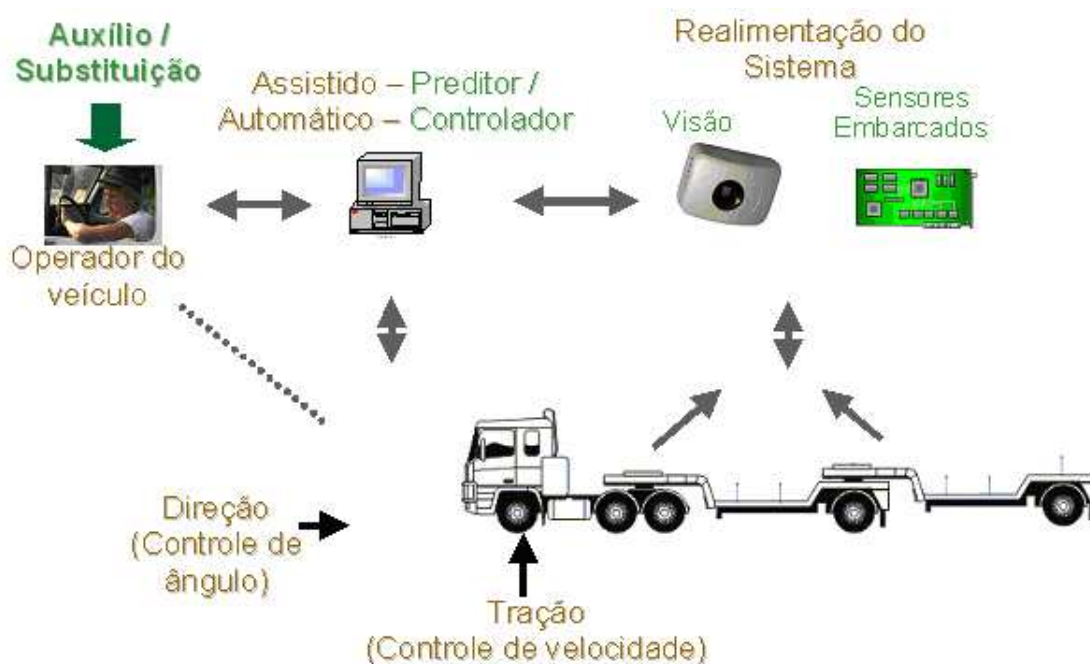 Auxílio /
Substituição
Operador do
veículo
Assistido – Preditor /
Automático – Controlador
Realimentação do
Sistema
Visão
Sensores
Embarcados
Direção
(Controle de
ângulo)
Tração
(Controle de velocidade)